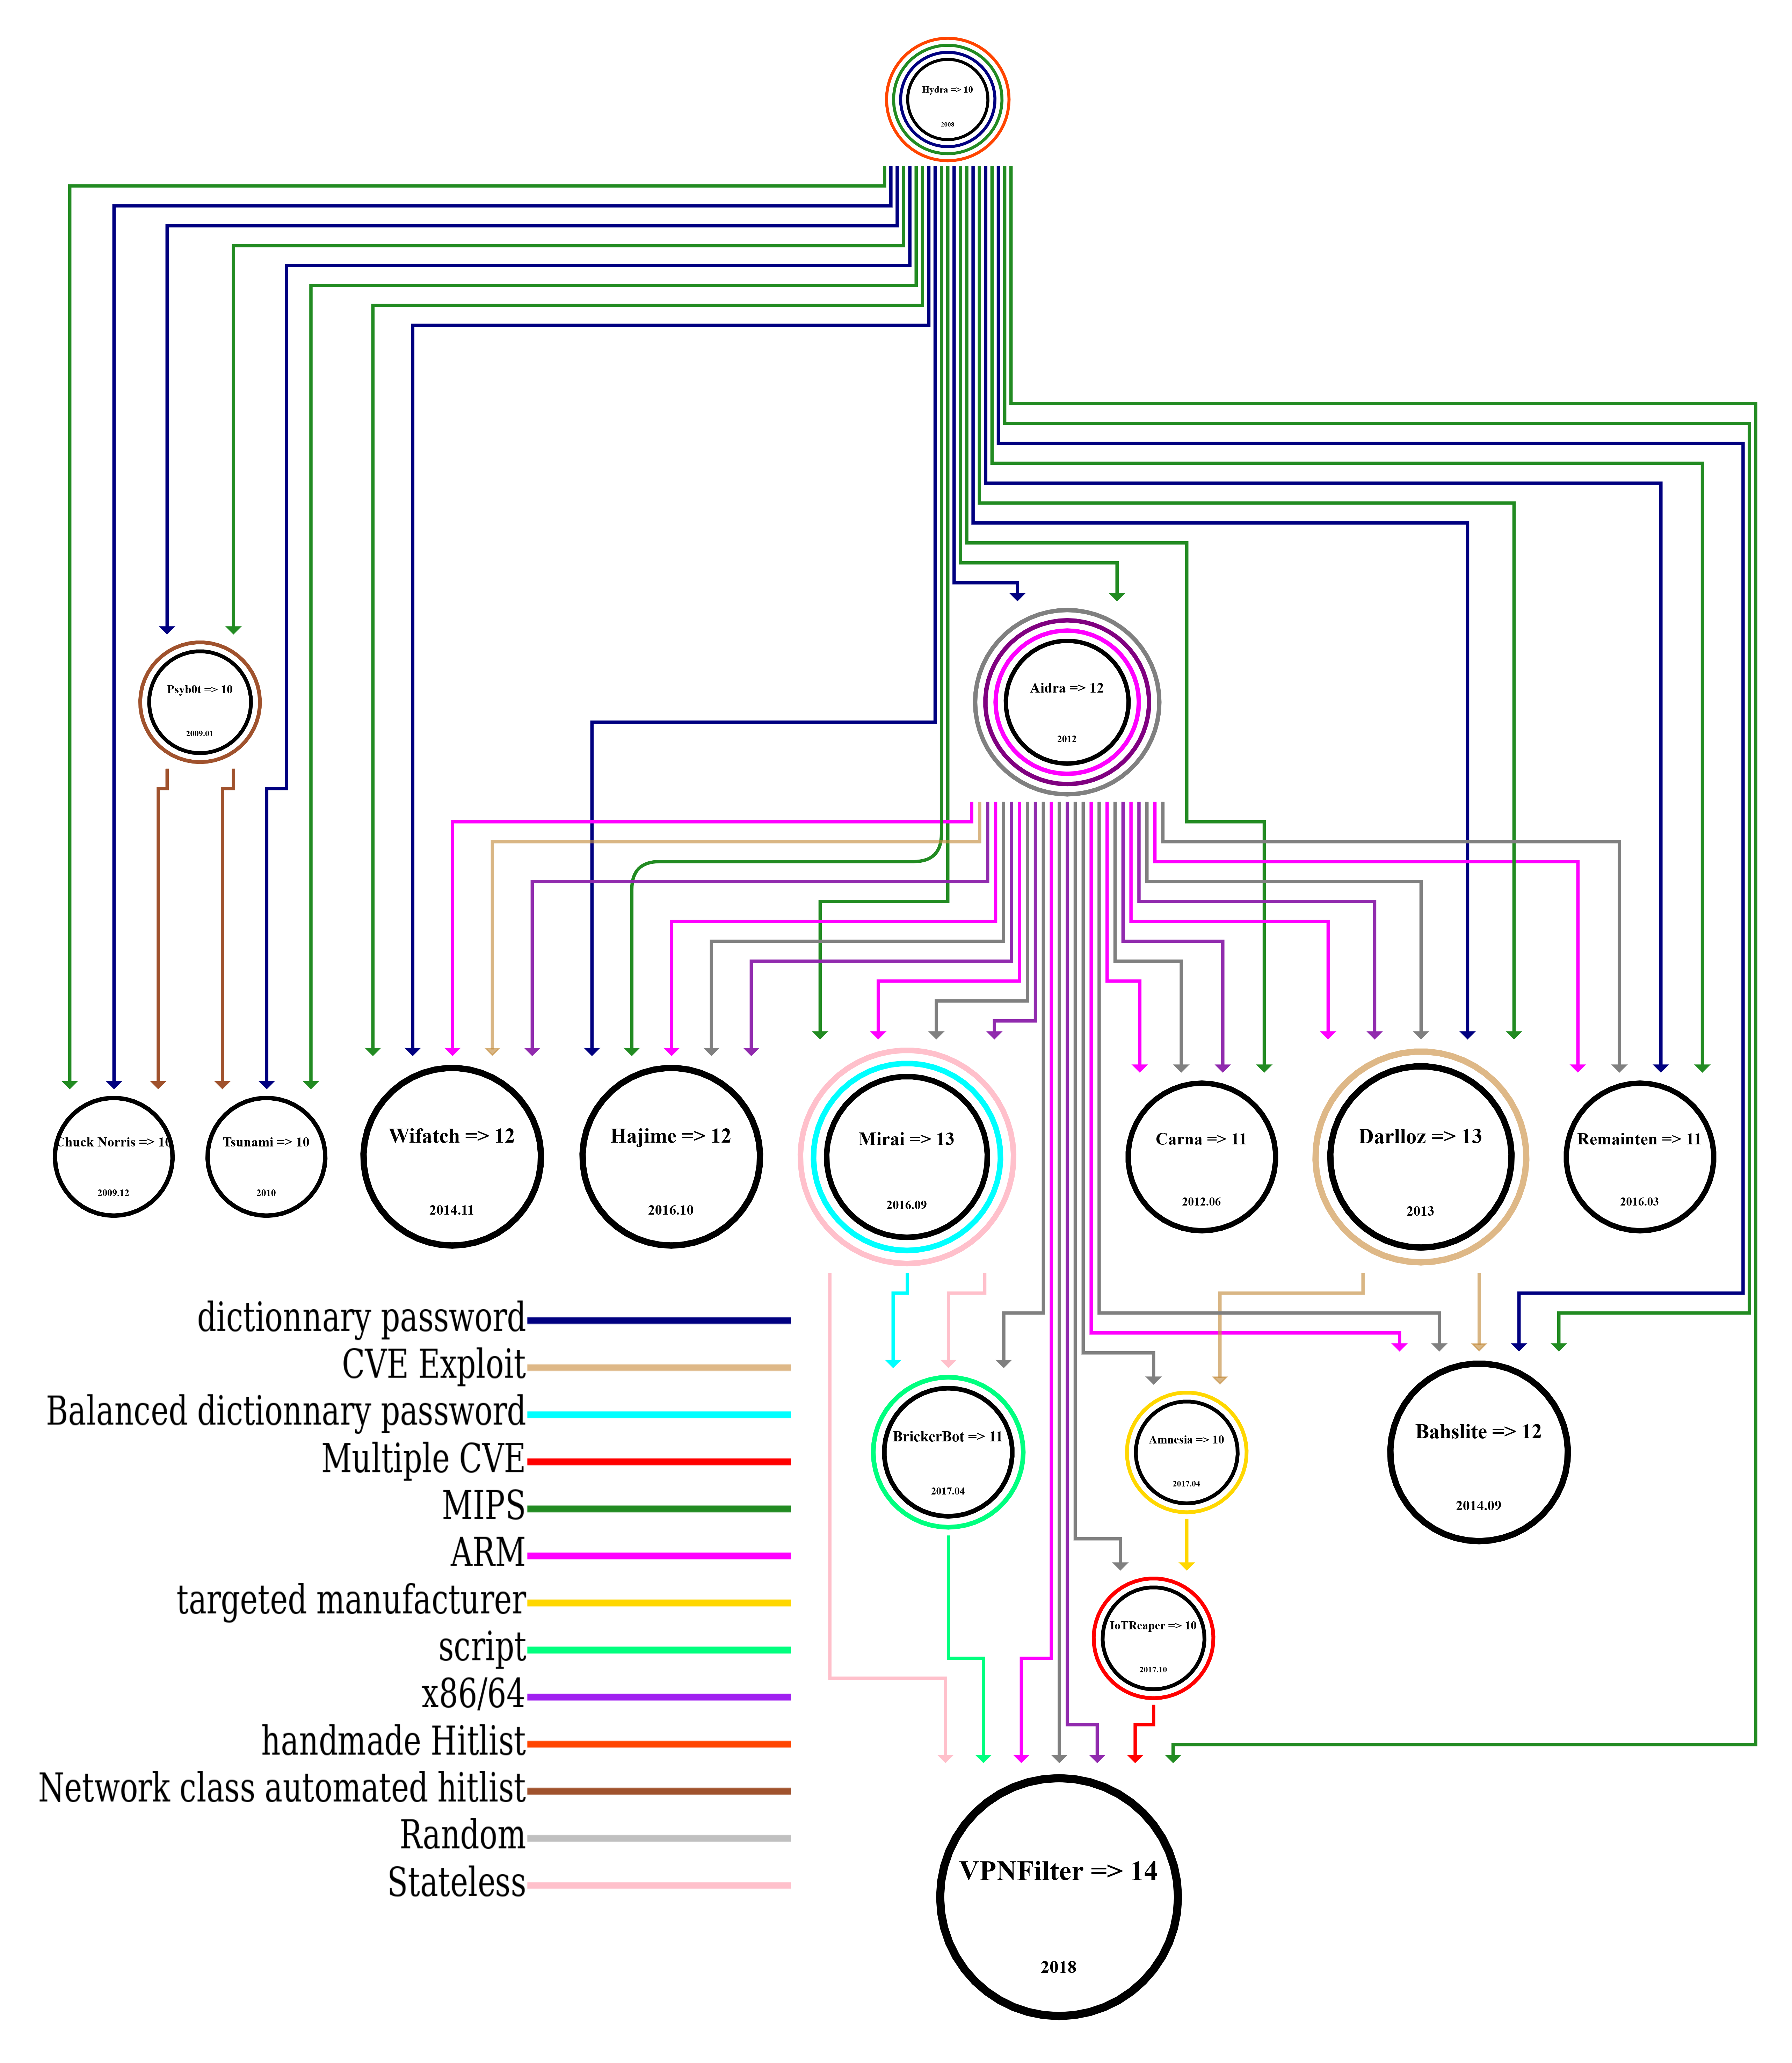 Hydra => 10
2008
Psyb0t => 10
2009.01
Aidra => 12
2012
Chuck Norris => 10
2009.12
Tsunami => 10
2010
Wifatch => 12
2014.11
Hajime => 12
2016.10
Mirai => 13
2016.09
Carna => 11
2012.06
Darlloz => 13
2013
Remainten => 11
2016.03
dictionnary password
CVE Exploit
Balanced dictionnary password
Multiple CVE
MIPS
ARM
targeted manufacturer
script
x86/64
handmade Hitlist
Network class automated hitlist
Random
Stateless
BrickerBot => 11
2017.04
Amnesia => 10
2017.04
Bahslite => 12
2014.09
IoTReaper => 10
2017.10
VPNFilter => 14
2018